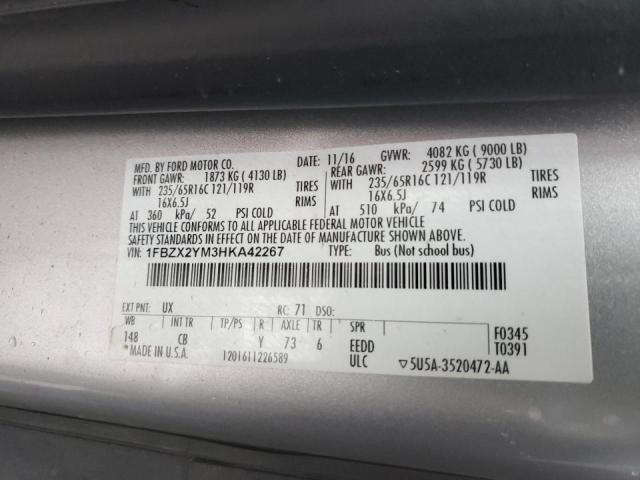 MFD. BY FORD MOTOR CO. DATE: 11/16 GVWR: 4082 KG ( 9000 LB)
FRONT GAWR: 1873 KG ( 4130 LB) REAR GAWR: 2599 KG ( 5730 LB)
WITH 235/65R16C 121/119R TIRES WITH 235/65R16C 121/119R TIRES
16X6.5J RIMS 16X6.5J RIMS
AT 360 kPa/ 52 PSI COLD AT 510 kPa/ 74 PSI COLD
THIS VEHICLE CONFORMS TO ALL APPLICABLE FEDERAL MOTOR VEHICLE
SAFETY STANDARDS IN EFFECT ON THE DATE OF MANUFACTURE SHOWN ABOVE.
VIN: 1FBZX2YM3HKA42267 TYPE: Bus (Not school bus)
EXT PNT: UX RC: 71 DSO:
WB INT TR TP/PS R AXLE TR SPR F0345
148 CB Y 73 6 EEDD T0391
*MADE IN U.S.A. 1201611226589 ULC ▽5U5A-3520472-AA